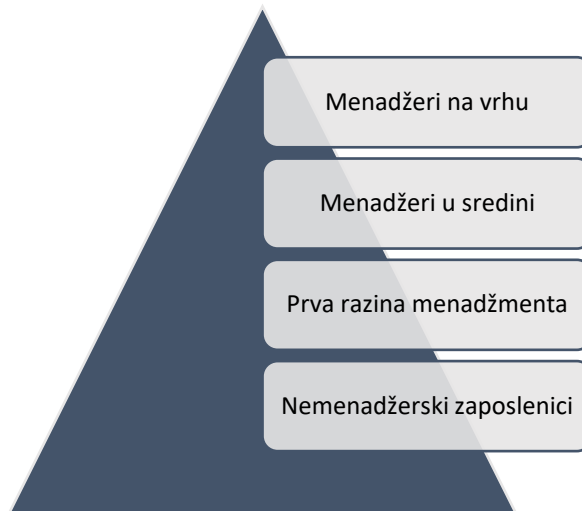 Menadžeri na vrhu
Menadžeri u sredini
Prva razina menadžmenta
Nemenadžerski zaposlenici